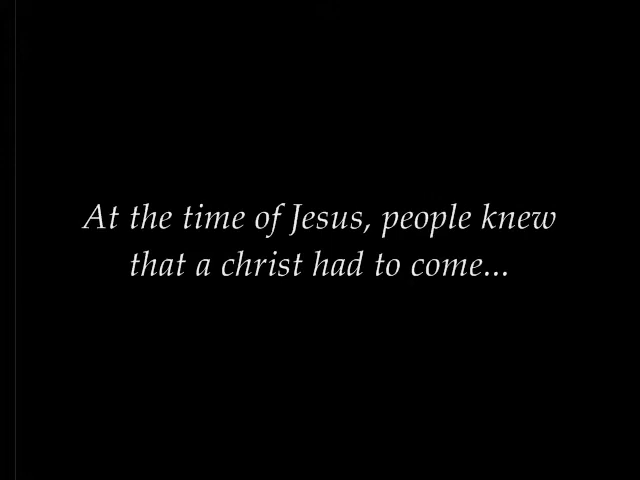 At the time of Jesus, people knew
that a christ had to come...